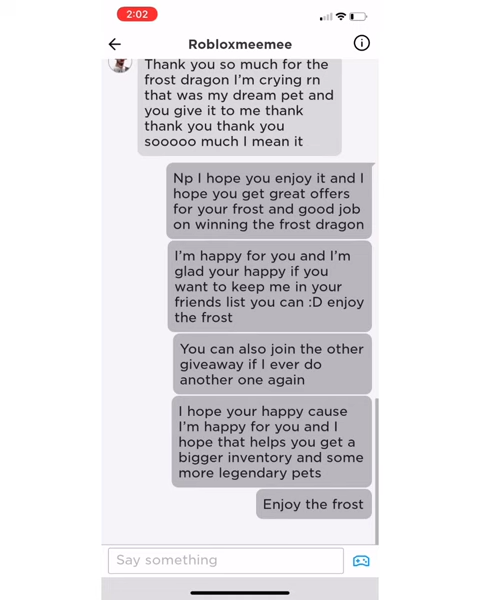 2:02
Robloxmeemee
Thank you so much for the
frost dragon I'm crying rn
that was my dream pet and
you give it to me thank
thank you thank you
sooooo much I mean it
Np I hope you enjoy it and I
hope you get great offers
for your frost and good job
on winning the frost dragon
I'm happy for you and I'm
glad your happy if you
want to keep me in your
friends list you can :D enjoy
the frost
You can also join the other
giveaway if I ever do
another one again
I hope your happy cause
I'm happy for you and I
hope that helps you get a
bigger inventory and some
more legendary pets
Enjoy the frost
Say something